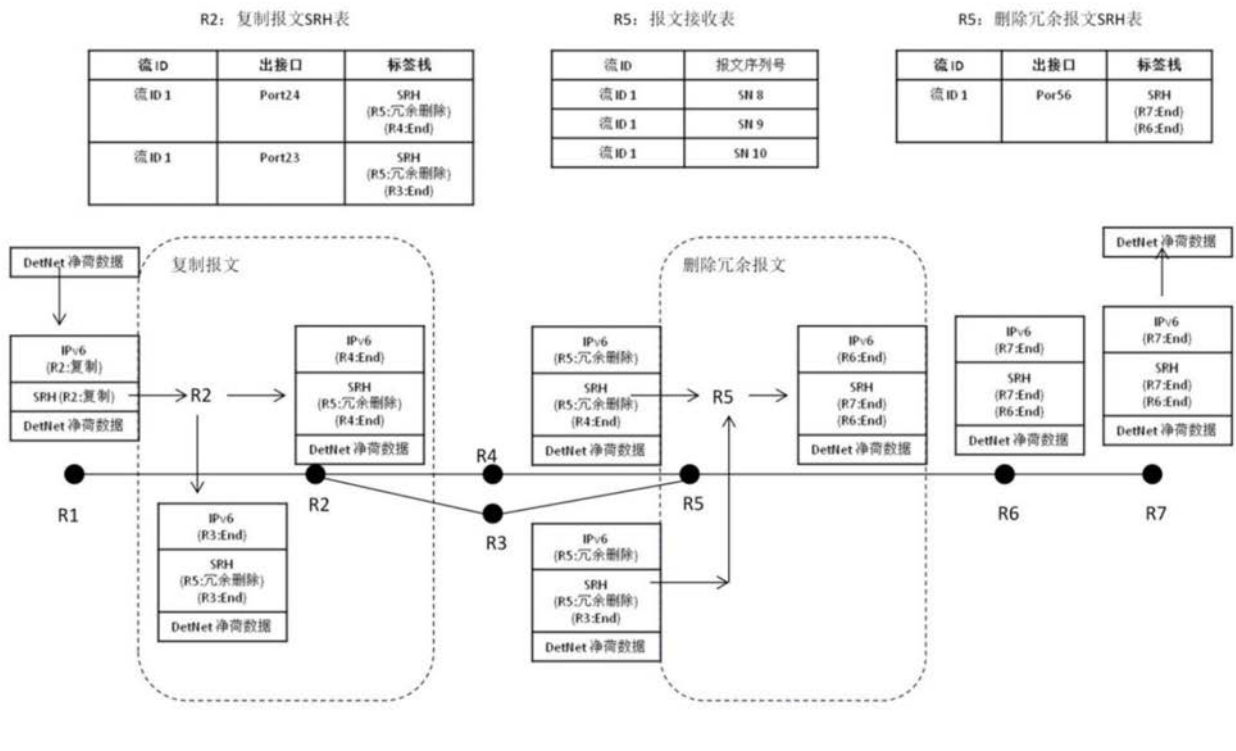 R2：复制报文SRH表
流ID 出接口 标签栈
流ID 1 Port24 SRH
(R5:冗余删除)
(R4:End)
流ID 1 Port23 SRH
(R5:冗余删除)
(R3:End)
R5：报文接收表
流ID 报文序列号
流ID 1 SN 8
流ID 1 SN 9
流ID 1 SN 10
R5：删除冗余报文SRH表
流ID 出接口 标签栈
流ID 1 Por56 SRH
(R7:End)
(R6:End)
DetNet 净荷数据
IPv6
(R2:复制)
SRH(R2:复制)
DetNet 净荷数据
复制报文
R2
IPv6
(R4:End)
SRH
(R5:冗余删除)
(R4:End)
DetNet 净荷数据
IPv6
(R3:End)
SRH
(R5:冗余删除)
(R3:End)
DetNet 净荷数据
IPv6
(R5:冗余删除)
SRH
(R5:冗余删除)
(R4:End)
DetNet 净荷数据
IPv6
(R5:冗余删除)
SRH
(R5:冗余删除)
(R3:End)
DetNet 净荷数据
删除冗余报文
R5
IPv6
(R6:End)
SRH
(R7:End)
(R6:End)
DetNet 净荷数据
IPv6
(R7:End)
SRH
(R7:End)
(R6:End)
DetNet 净荷数据
DetNet 净荷数据
IPv6
(R7:End)
SRH
(R7:End)
(R6:End)
DetNet 净荷数据
R1
R2
R4
R3
R5
R6
R7